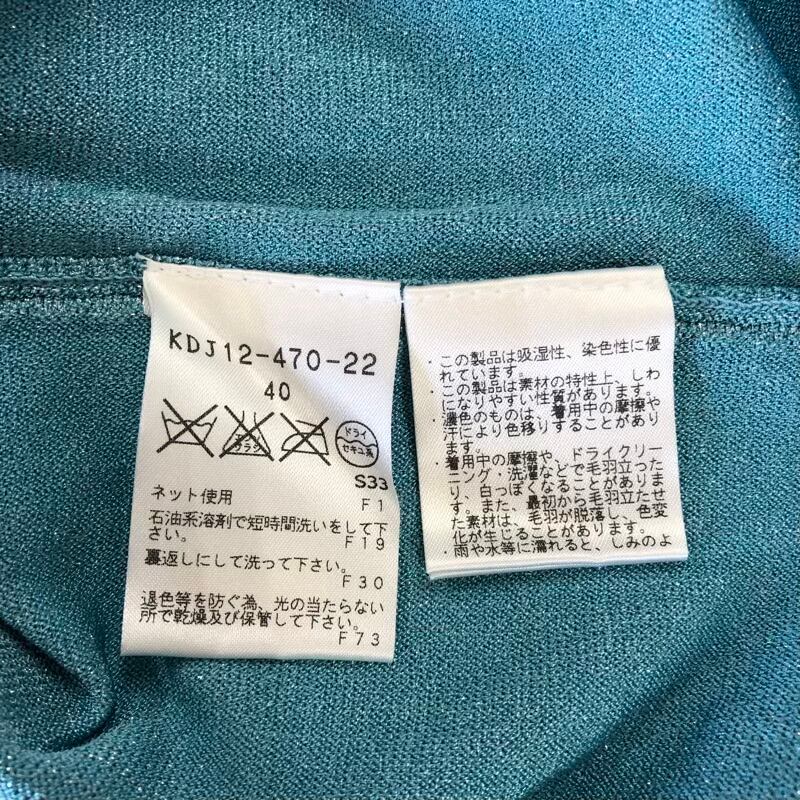 KDJ12-470-22
40
エンソ
サラシ
ドライ
セキユ系
S33
ネット使用
F1
石油系溶剤で短時間洗いをして下
さい。
F19
裏返しにして洗って下さい。
F30
退色等を防ぐ為、光の当たらない
所で乾燥及び保管して下さい。
F73
・この製品は吸湿性、染色性に優
れています。
・この製品は素材の特性上、しわ
になりやすい性質があります。
・濃色のものは、着用中の摩擦や
汗により色移りすることがあり
ます。
・着用中の摩擦や、ドライクリー
ニング・洗濯などで毛羽立った
り、白っぽくなることがありま
す。また、最初から毛羽立たせ
た素材は、毛羽が脱落し、色変
化が生じることがあります。
・雨や水等に濡れると、しみのよ